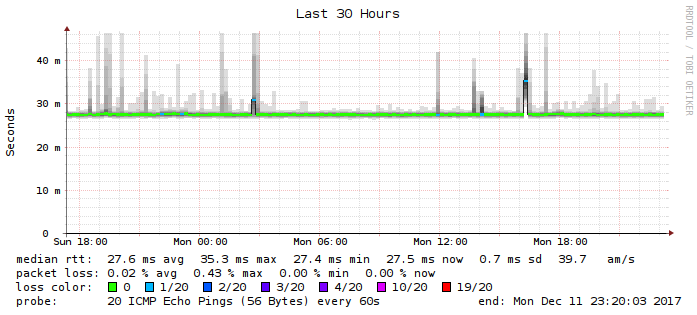 Last 30 Hours
RRDTOOL / TOBI OETIKER
Seconds
40 m
30 m
20 m
10 m
0
Sun 18:00 Mon 00:00 Mon 06:00 Mon 12:00 Mon 18:00
median rtt: 27.6 ms avg 35.3 ms max 27.4 ms min 27.5 ms now 0.7 ms sd 39.7 am/s
packet loss: 0.02 % avg 0.43 % max 0.00 % min 0.00 % now
loss color: 0 1/20 2/20 3/20 4/20 10/20 19/20
probe: 20 ICMP Echo Pings (56 Bytes) every 60s end: Mon Dec 11 23:20:03 2017